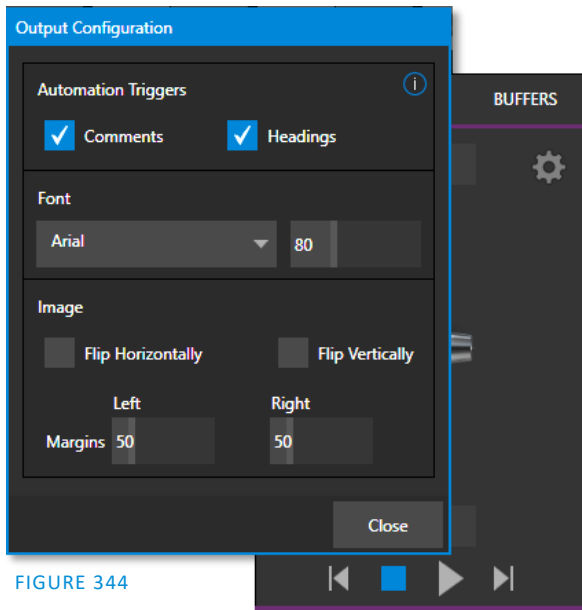 Output Configuration
Automation Triggers
Comments Headings
BUFFERS
Font
Arial 80
Image
Flip Horizontally Flip Vertically
Left Right
Margins 50 50
Close
FIGURE 344